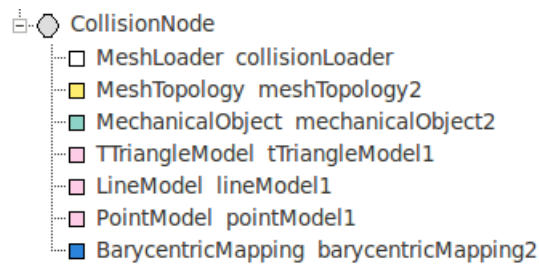 CollisionNode
MeshLoader collisionLoader
MeshTopology meshTopology2
MechanicalObject mechanicalObject2
TTriangleModel tTriangleModel1
LineModel lineModel1
PointModel pointModel1
BarycentricMapping barycentricMapping2